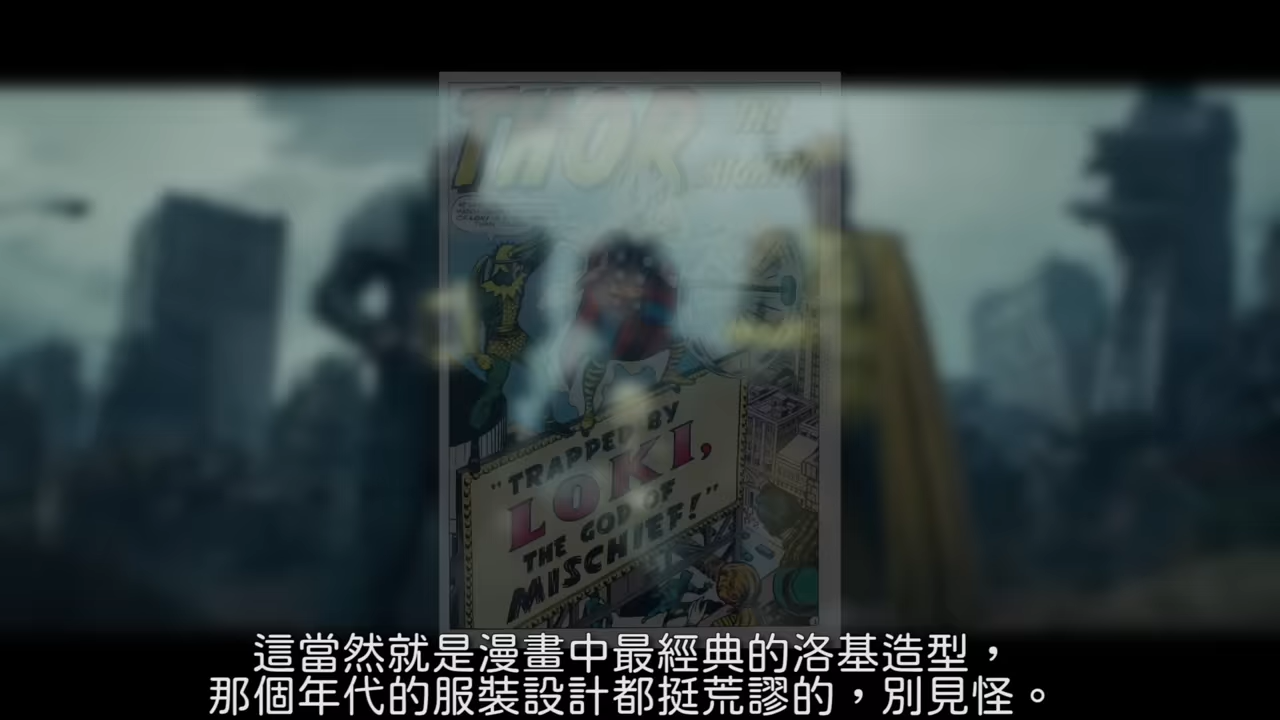 THOR
THE
MIGHTY
"TRAPPED BY
LOKI,
THE GOD OF
MISCHIEF!"
這當然就是漫畫中最經典的洛基造型，
那個年代的服裝設計都挺荒謬的，別見怪。